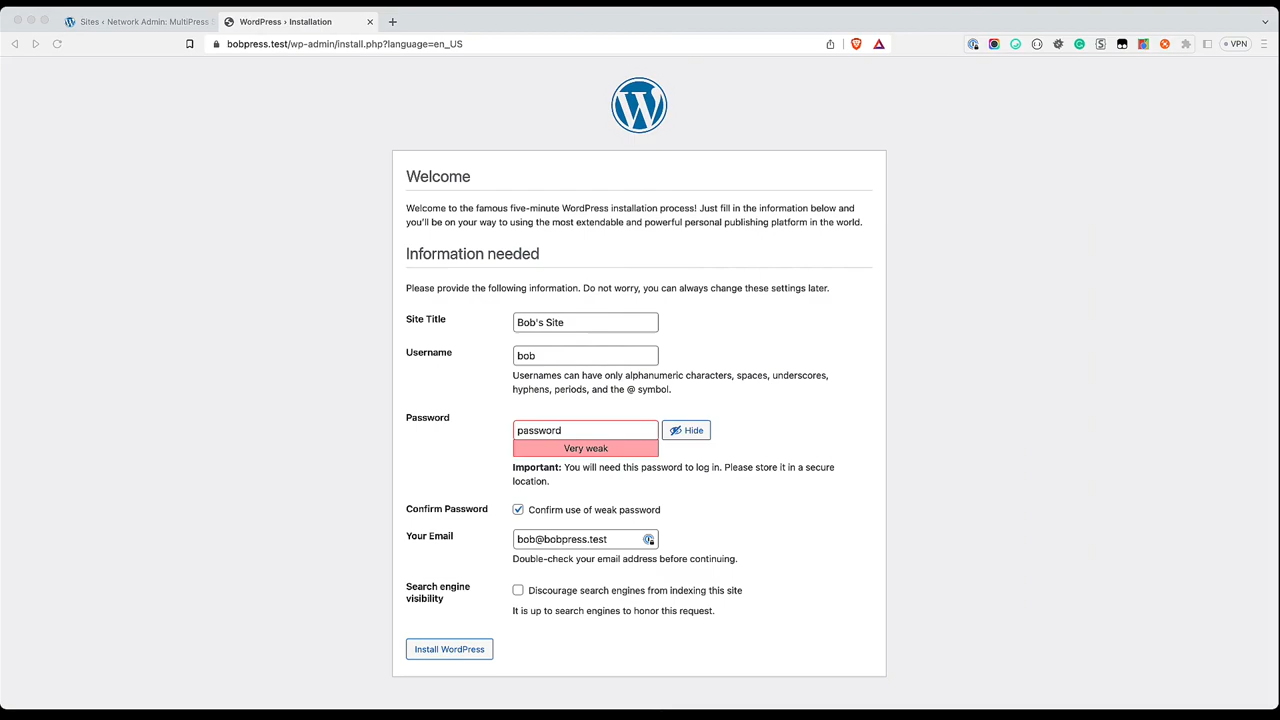 Sites ‹ Network Admin: MultiPress
WordPress › Installation
bobpress.test/wp-admin/install.php?language=en_US
VPN
Welcome
Welcome to the famous five-minute WordPress installation process! Just fill in the information below and
you'll be on your way to using the most extendable and powerful personal publishing platform in the world.
Information needed
Please provide the following information. Do not worry, you can always change these settings later.
Site Title
Bob's Site
Username
bob
Usernames can have only alphanumeric characters, spaces, underscores,
hyphens, periods, and the @ symbol.
Password
password
Hide
Very weak
Important: You will need this password to log in. Please store it in a secure
location.
Confirm Password
Confirm use of weak password
Your Email
bob@bobpress.test
Double-check your email address before continuing.
Search engine
visibility
Discourage search engines from indexing this site
It is up to search engines to honor this request.
Install WordPress